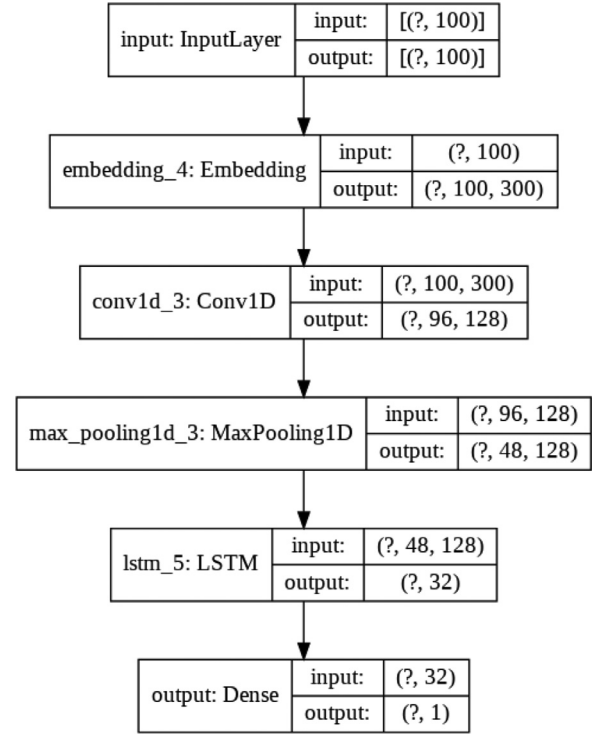 input: InputLayer
input:
[(?, 100)]
output:
[(?, 100)]
embedding_4: Embedding
input:
(?, 100)
output:
(?, 100, 300)
conv1d_3: Conv1D
input:
(?, 100, 300)
output:
(?, 96, 128)
max_pooling1d_3: MaxPooling1D
input:
(?, 96, 128)
output:
(?, 48, 128)
lstm_5: LSTM
input:
(?, 48, 128)
output:
(?, 32)
output: Dense
input:
(?, 32)
output:
(?, 1)